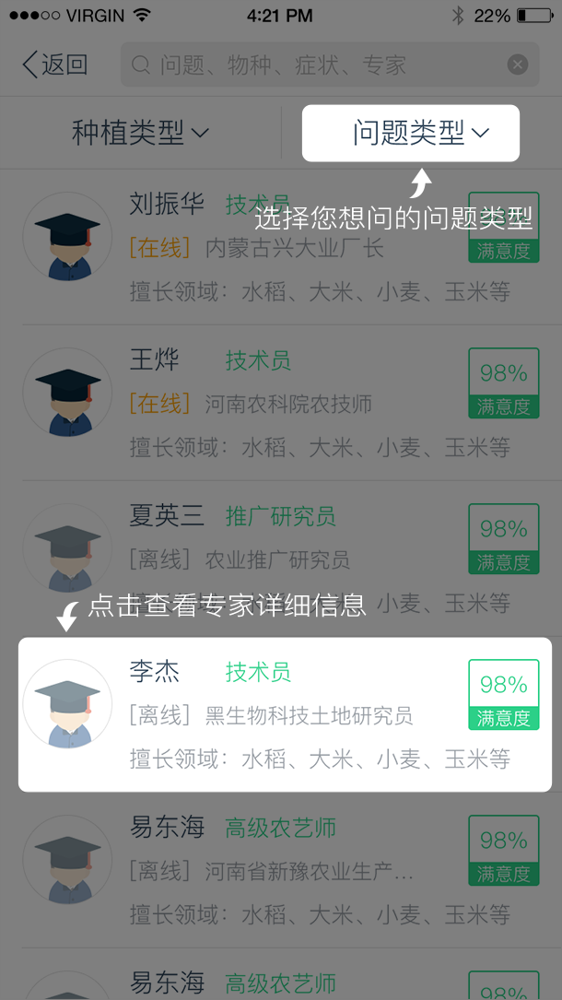 VIRGIN 4:21 PM 22%
返回 问题、物种、症状、专家
种植类型 问题类型
刘振华 技术员
选择您想问的问题类型
[在线] 内蒙古兴大业厂长
满意度
擅长领域：水稻、大米、小麦、玉米等
王烨 技术员
98%
[在线] 河南农科院农技师
满意度
擅长领域：水稻、大米、小麦、玉米等
夏英三 推广研究员
98%
[离线] 农业推广研究员
满意度
点击查看专家详细信息
小麦、玉米等
李杰 技术员
98%
[离线] 黑生物科技土地研究员
满意度
擅长领域：水稻、大米、小麦、玉米等
易东海 高级农艺师
98%
[离线] 河南省新豫农业生产...
满意度
擅长领域：水稻、大米、小麦、玉米等
易东海 高级农艺师
98%